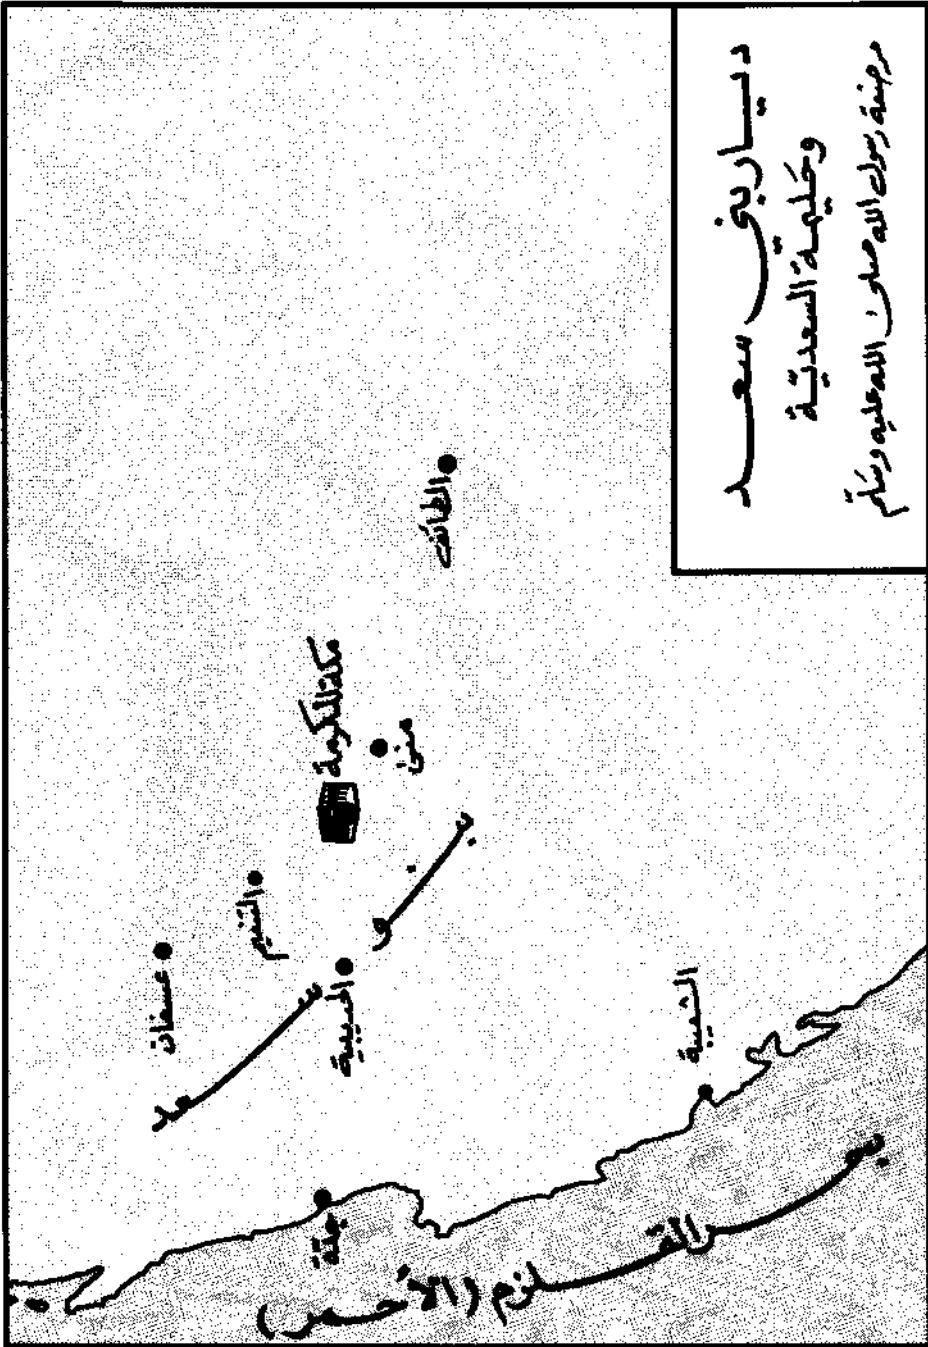 ديار بني سعد
وحليمة السعدية
مرضعة رسول الله صلى الله عليه وسلم
الطائف
مكة المكرمة
منى
التنعيم
عسفان
الحديبية
بنو سعد
الشعيبة
جدة
بحر القلزم (الأحمر)